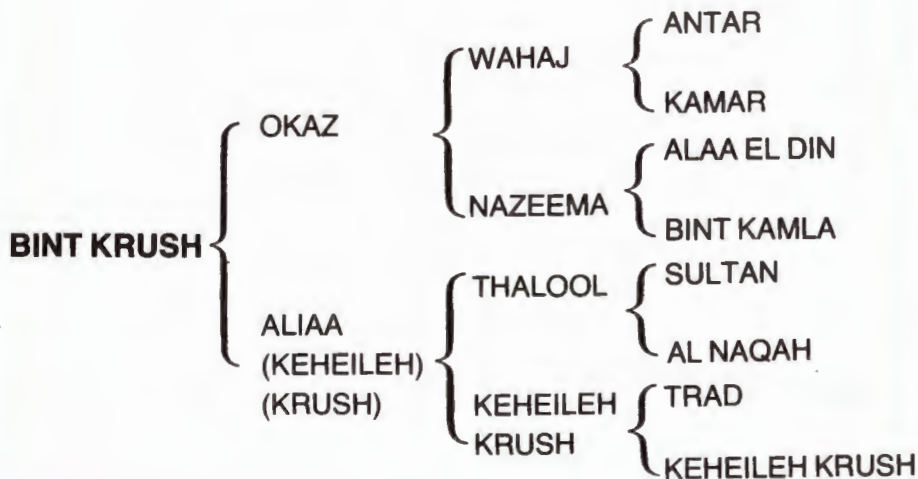 ANTAR
WAHAJ
KAMAR
OKAZ
ALAA EL DIN
NAZEEMA
BINT KAMLA
BINT KRUSH
THALOOL
SULTAN
ALIAA
(KEHEILEH)
(KRUSH)
AL NAQAH
KEHEILEH
KRUSH
TRAD
KEHEILEH KRUSH